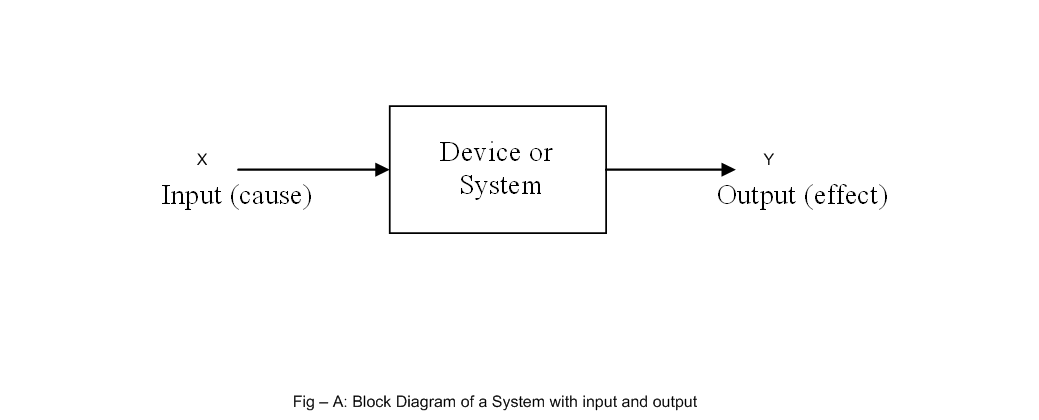 X
Input (cause)
Device or
System
Y
Output (effect)
Fig – A: Block Diagram of a System with input and output